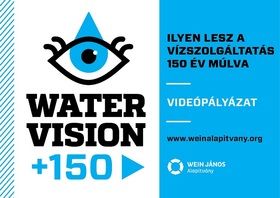 WATER
VISION
+150
ILYEN LESZ A
VÍZSZOLGÁLTATÁS
150 ÉV MÚLVA
VIDEÓPÁLYÁZAT
www.weinalapitvany.org
WEIN JÁNOS
Alapítvány